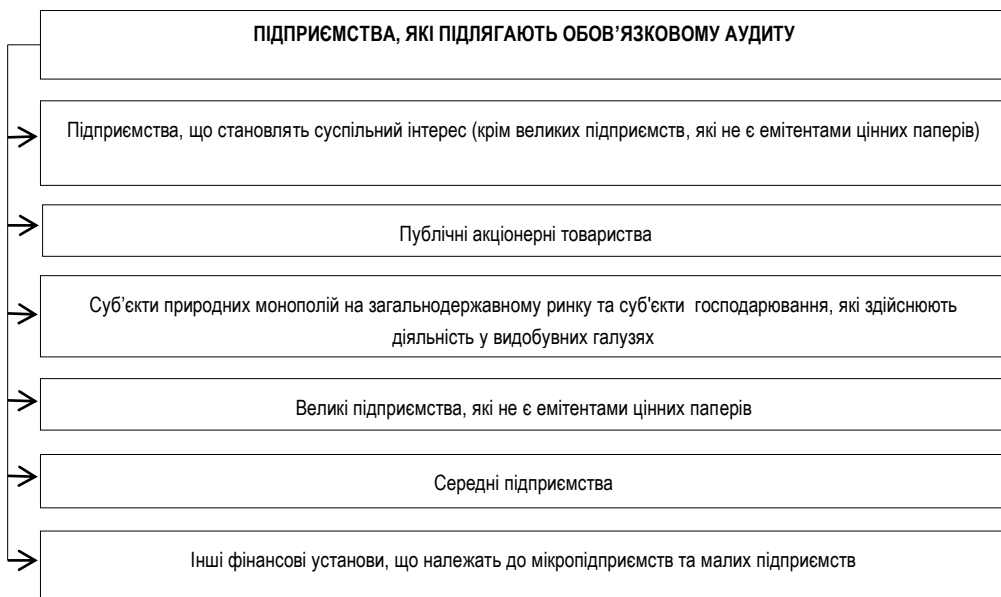 ПІДПРИЄМСТВА, ЯКІ ПІДЛЯГАЮТЬ ОБОВ’ЯЗКОВОМУ АУДИТУ
Підприємства, що становлять суспільний інтерес (крім великих підприємств, які не є емітентами цінних паперів)
Публічні акціонерні товариства
Суб’єкти природних монополій на загальнодержавному ринку та суб'єкти господарювання, які здійснюють
діяльність у видобувних галузях
Великі підприємства, які не є емітентами цінних паперів
Середні підприємства
Інші фінансові установи, що належать до мікропідприємств та малих підприємств